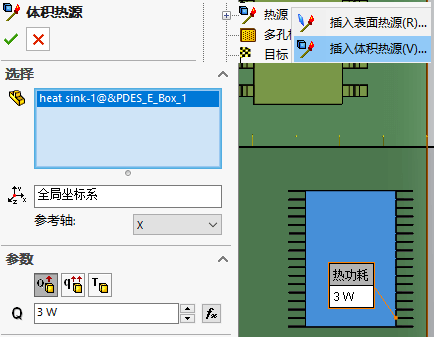 体积热源
选择
heat sink-1@&PDES_E_Box_1
全局坐标系
参考轴:
X
参数
Q
q
T
Q
3 W
fx
热源
插入表面热源(R)...
插入体积热源(V)...
目标
热功耗
3 W